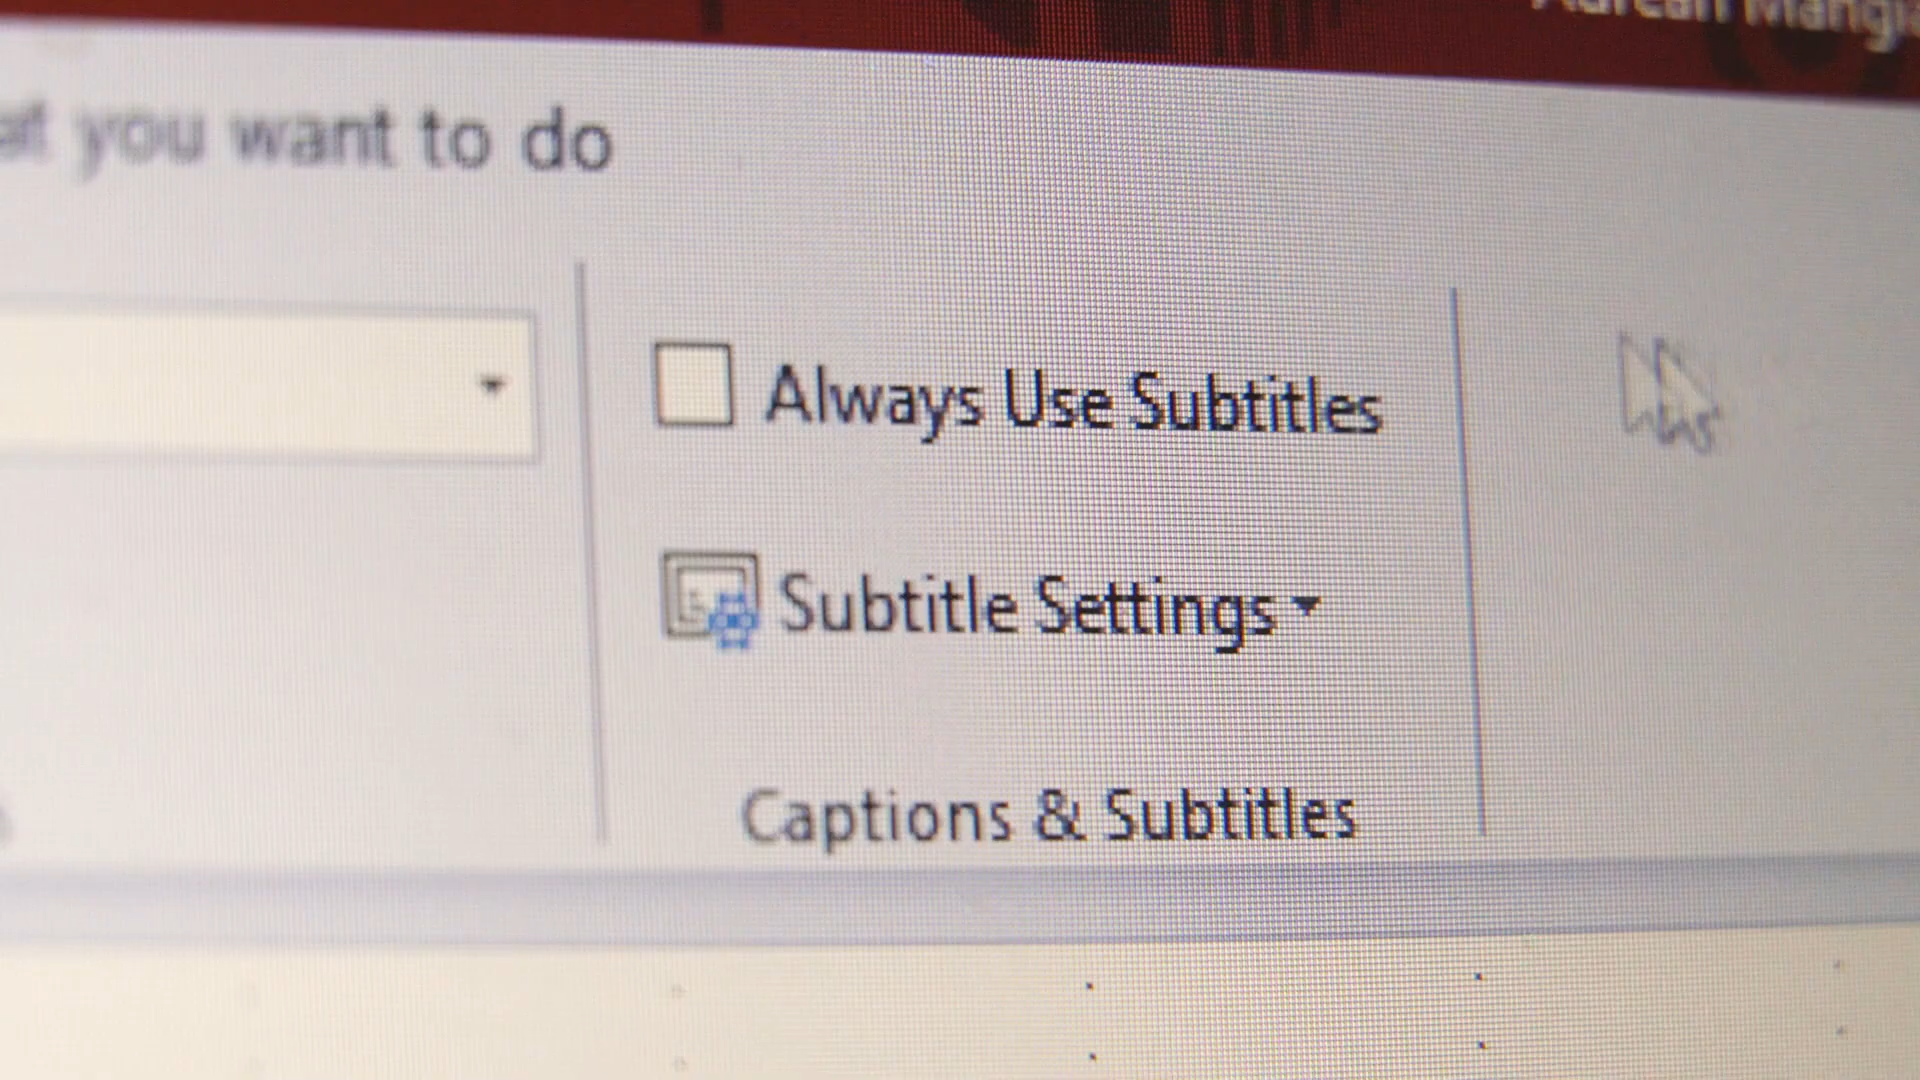 you want to do
Always Use Subtitles
Subtitle Settings
Captions & Subtitles